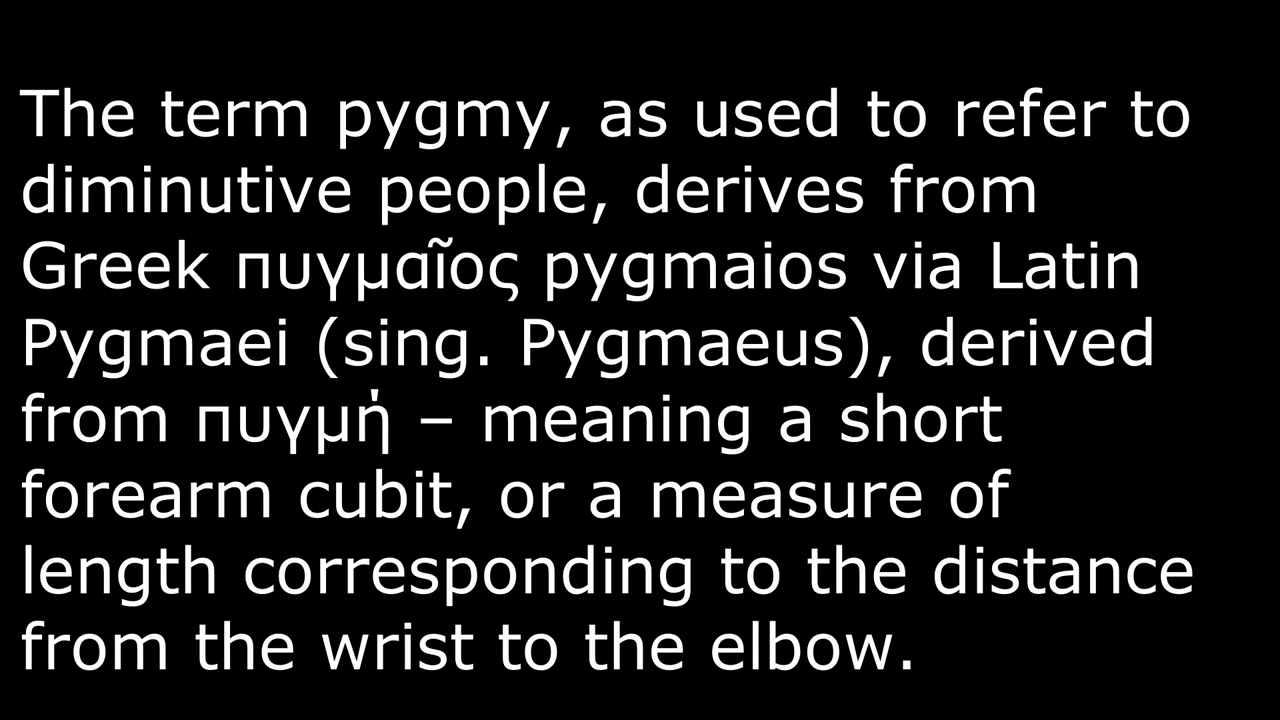 The term pygmy, as used to refer to
diminutive people, derives from
Greek πυγμαῖος pygmaios via Latin
Pygmaei (sing. Pygmaeus), derived
from πυγμή – meaning a short
forearm cubit, or a measure of
length corresponding to the distance
from the wrist to the elbow.